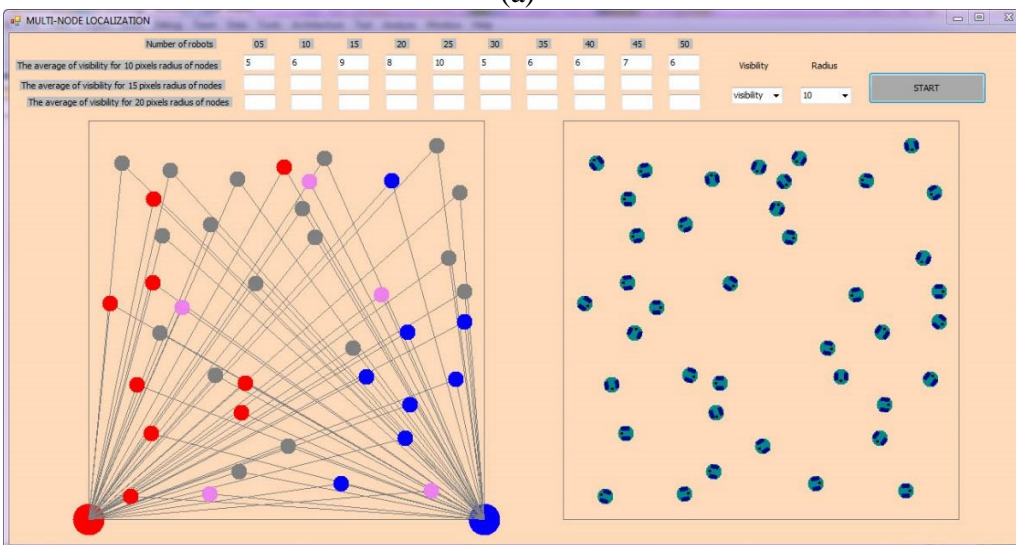 (a)
MULTI-NODE LOCALIZATION
Number of robots 05 10 15 20 25 30 35 40 45 50
The average of visibility for 10 pixels radius of nodes 5 6 9 8 10 5 6 6 7 6
The average of visibility for 15 pixels radius of nodes
The average of visibility for 20 pixels radius of nodes
Visibility Radius
visibility 10
START